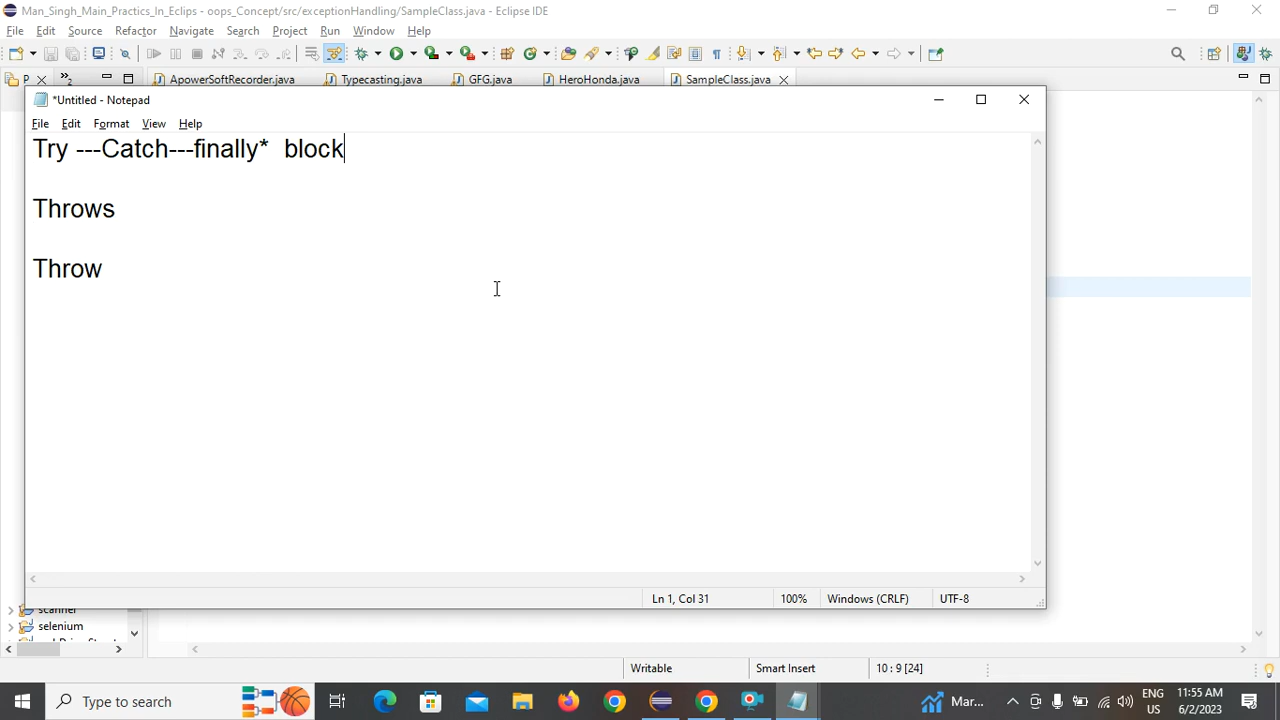 Man_Singh_Main_Practics_In_Eclips - oops_Concept/src/exceptionHandling/SampleClass.java - Eclipse IDE
File Edit Source Refactor Navigate Search Project Run Window Help
P ApowerSoftRecorder.java Typecasting.java GFG.java HeroHonda.java SampleClass.java
*Untitled - Notepad
File Edit Format View Help
Try ---Catch---finally*  block
Throws
Throw
Ln 1, Col 31 100% Windows (CRLF) UTF-8
scanner
selenium
Writable Smart Insert 10 : 9 [24]
Type here to search Mar... ENG 11:55 AM
US 6/2/2023